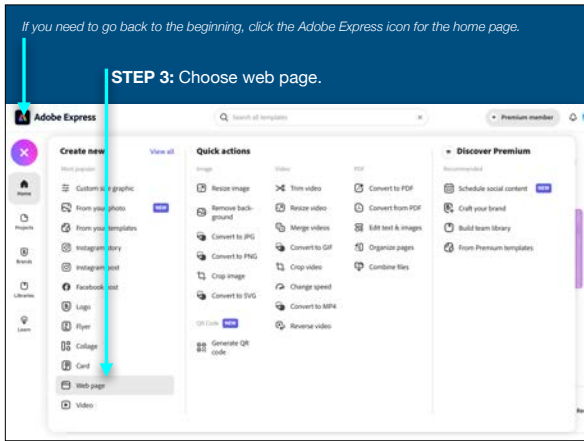 If you need to go back to the beginning, click the Adobe Express icon for the home page.
STEP 3: Choose web page.
Adobe Express
Search all templates
Premium member
Home
Projects
Brands
Libraries
Learn
Create new
View all
Most popular
Custom size graphic
From your photo NEW
From your templates
Instagram story
Instagram post
Facebook post
Logo
Flyer
Collage
Card
Web page
Video
Quick actions
Image
Resize image
Remove back-
ground
Convert to JPG
Convert to PNG
Crop image
Convert to SVG
QR Code NEW
Generate QR
code
Video
Trim video
Resize video
Merge videos
Convert to GIF
Crop video
Change speed
Convert to MP4
Reverse video
PDF
Convert to PDF
Convert from PDF
Edit text & images
Organize pages
Combine files
Discover Premium
Recommended
Schedule social content NEW
Craft your brand
Build team library
From Premium templates